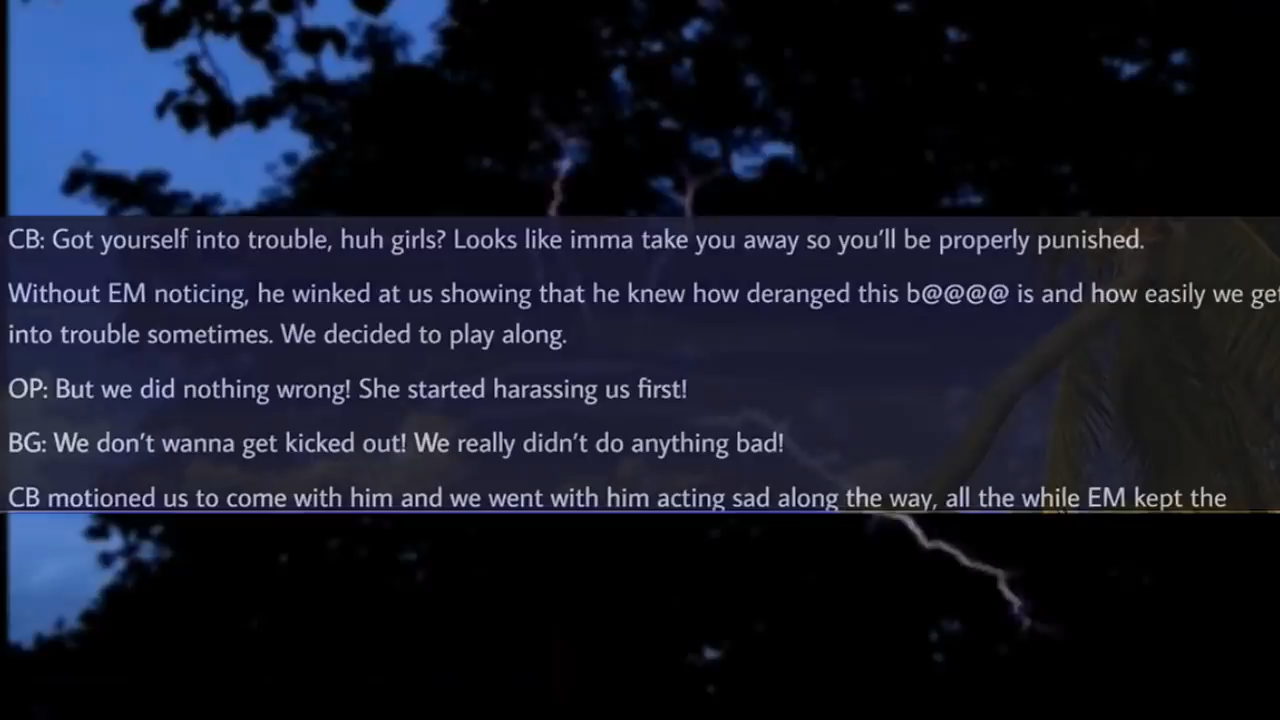 CB: Got yourself into trouble, huh girls? Looks like imma take you away so you'll be properly punished.
Without EM noticing, he winked at us showing that he knew how deranged this b@@@@ is and how easily we get
into trouble sometimes. We decided to play along.
OP: But we did nothing wrong! She started harassing us first!
BG: We don't wanna get kicked out! We really didn't do anything bad!
CB motioned us to come with him and we went with him acting sad along the way, all the while EM kept the